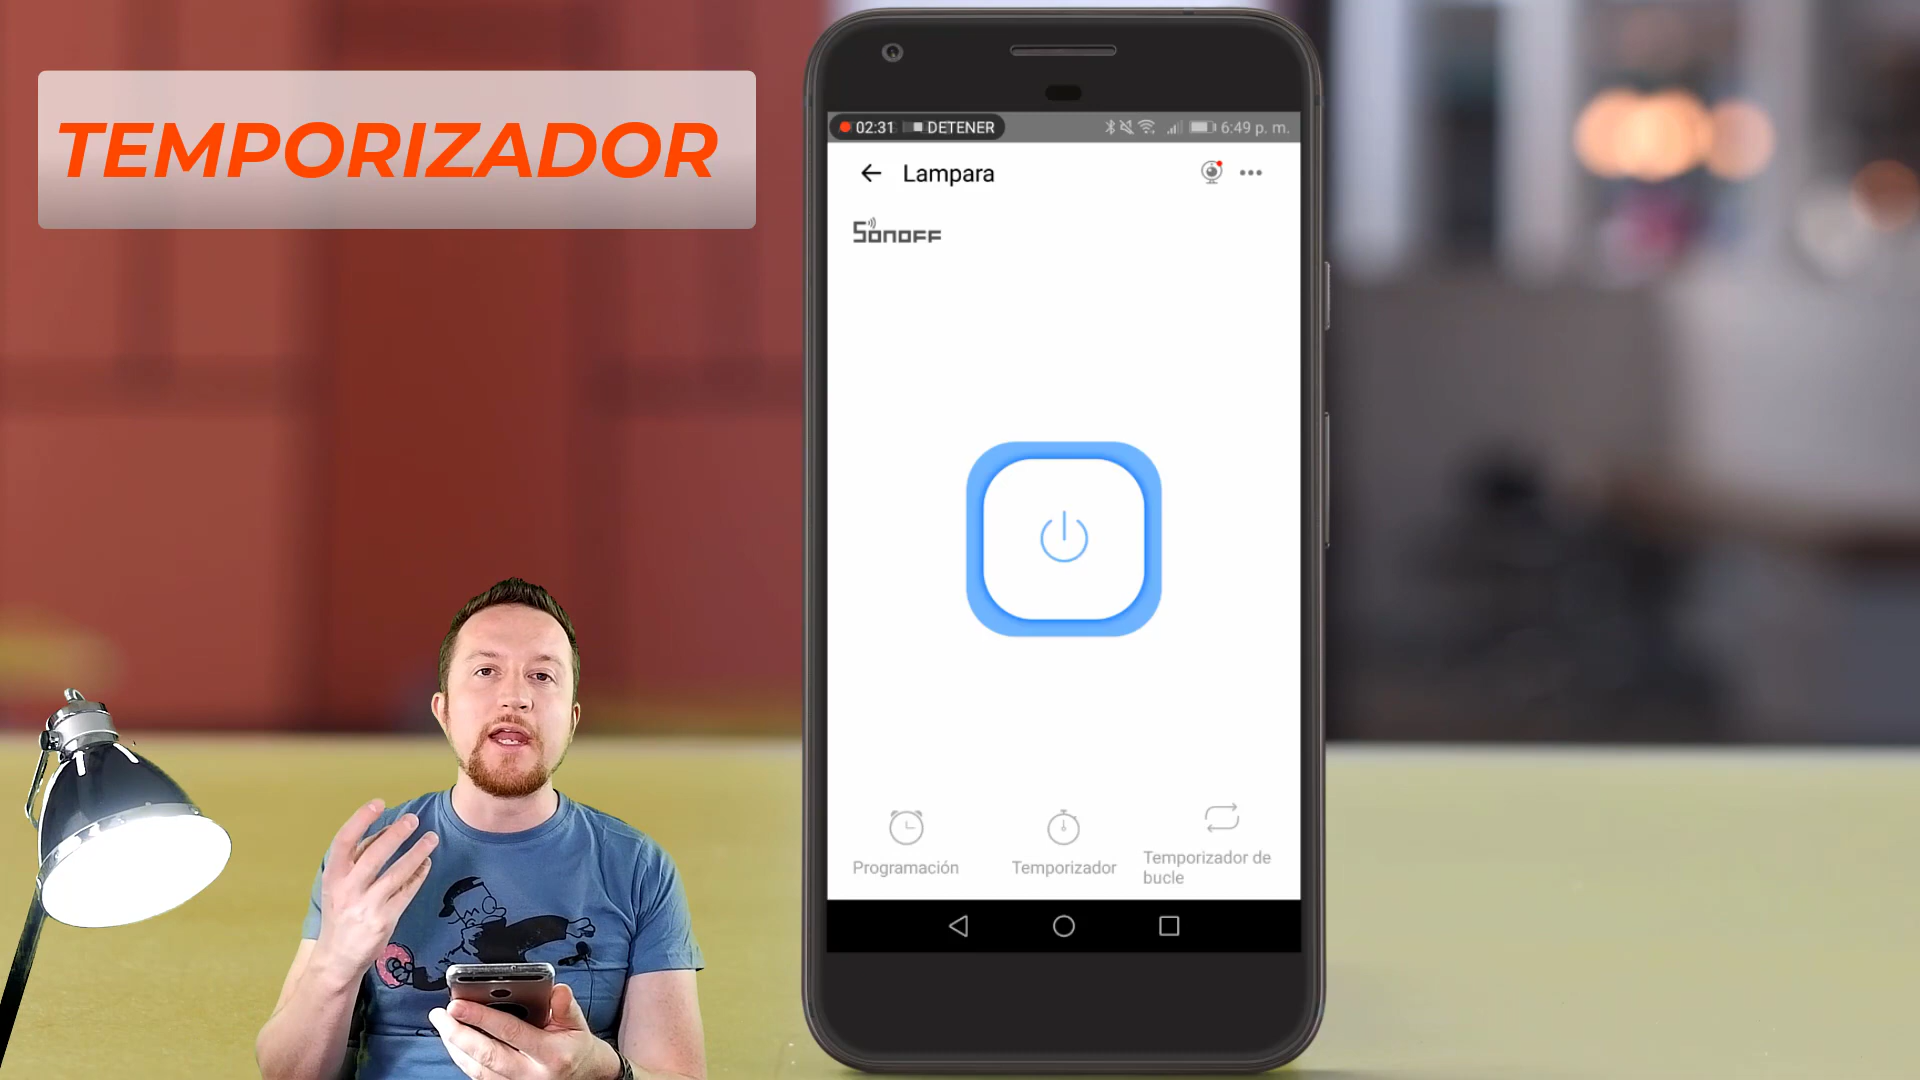 TEMPORIZADOR
02:31 DETENER 6:49 p. m.
Lampara
SONOFF
Programación
Temporizador
Temporizador de
bucle